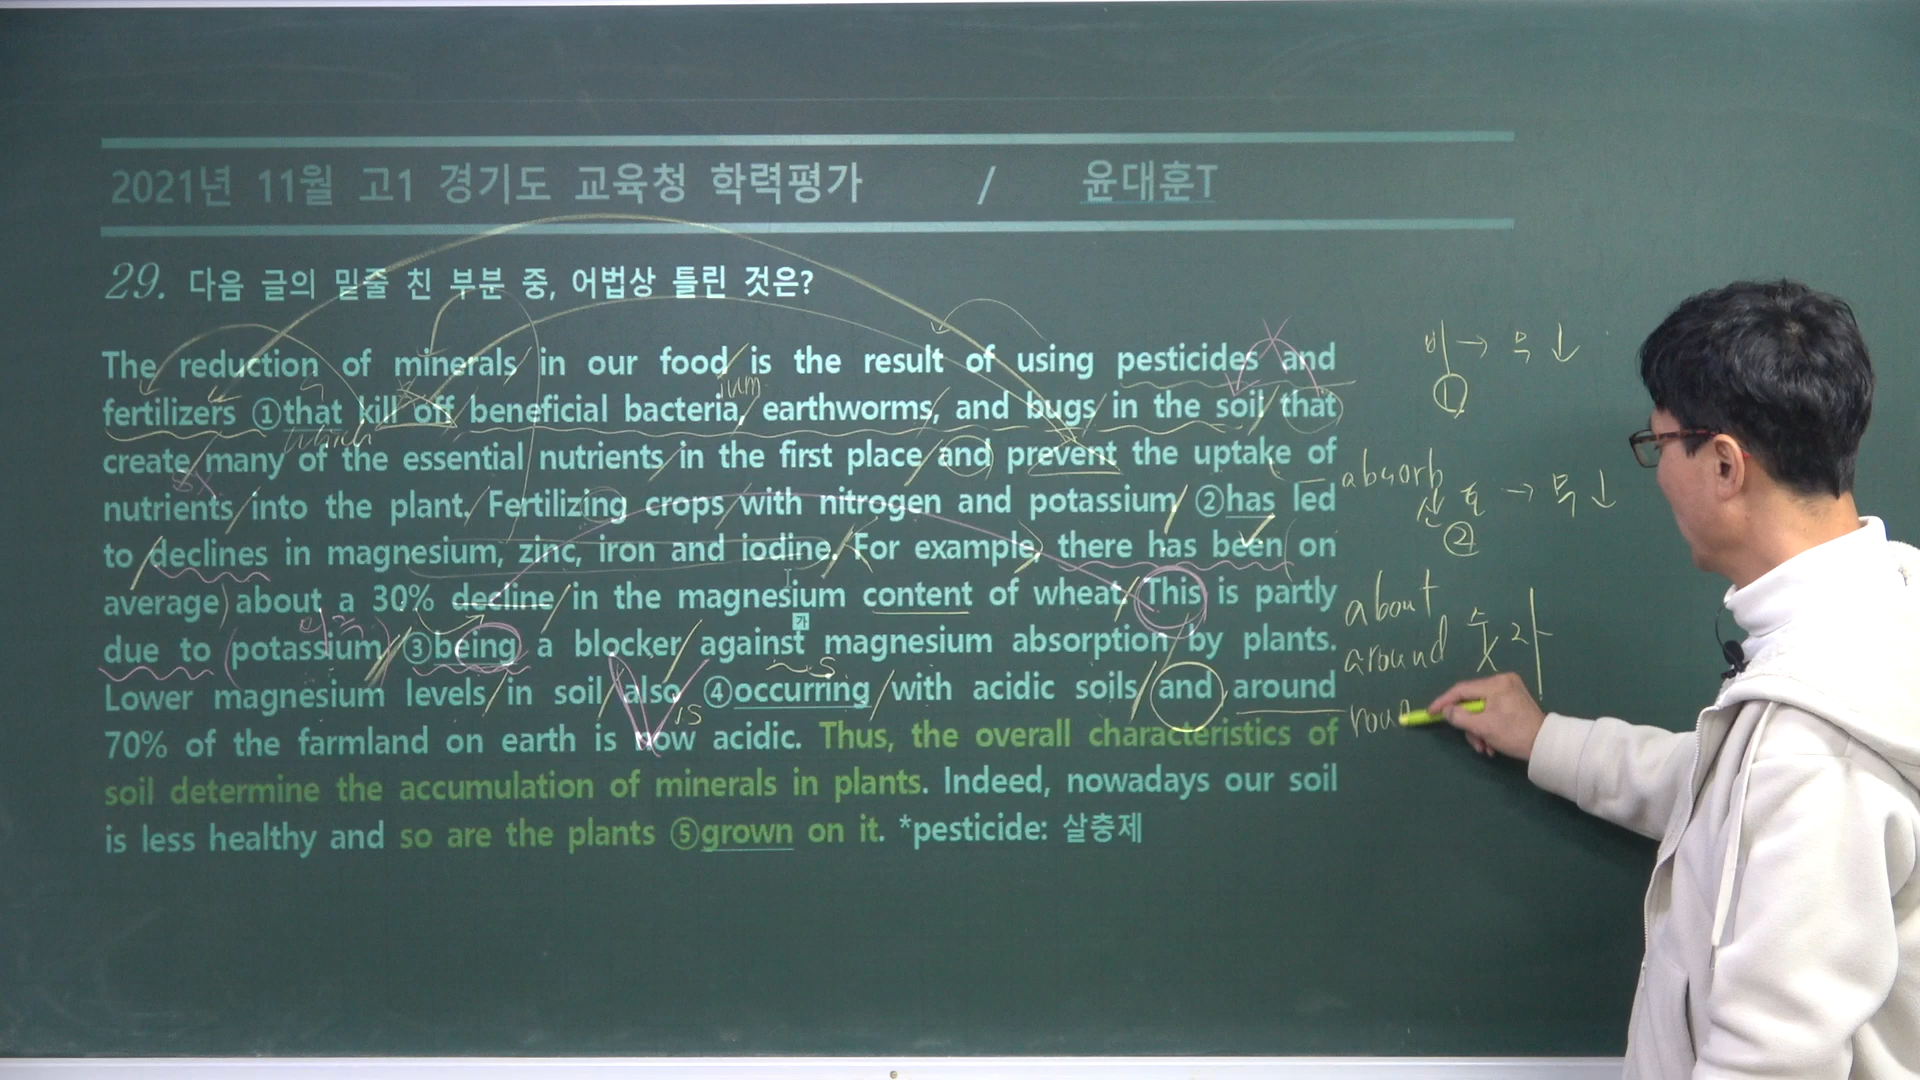 2021년 11월 고1 경기도 교육청 학력평가 / 윤대훈T
29. 다음 글의 밑줄 친 부분 중, 어법상 틀린 것은?
The reduction of minerals in our food is the result of using pesticides and
fertilizers ①that kill off beneficial bacteria, earthworms, and bugs in the soil that
create many of the essential nutrients in the first place and prevent the uptake of
nutrients into the plant. Fertilizing crops with nitrogen and potassium ②has led
to declines in magnesium, zinc, iron and iodine. For example, there has been on
average about a 30% decline in the magnesium content of wheat. This is partly
due to potassium ③being a blocker against magnesium absorption by plants.
Lower magnesium levels in soil also ④occurring with acidic soils and around
70% of the farmland on earth is now acidic. Thus, the overall characteristics of
soil determine the accumulation of minerals in plants. Indeed, nowadays our soil
is less healthy and so are the plants ⑤grown on it. *pesticide: 살충제
ium
which
is
s
가
비 → ↓
①
absorb
→ ↓
②
about
around 숫자